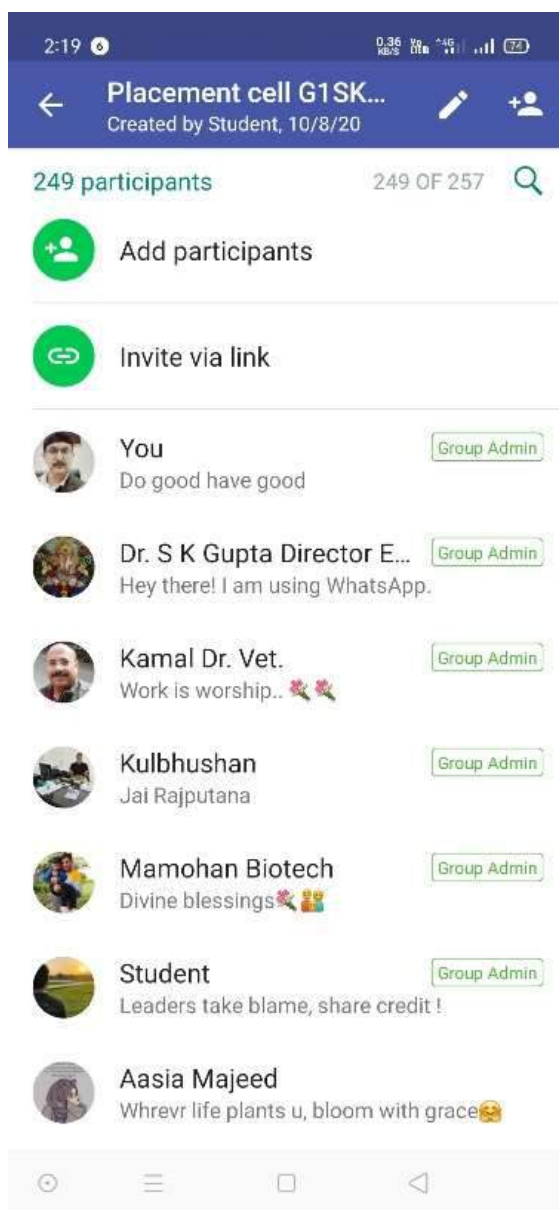 2:19
0.36 KB/S Vo LTE 4G 74
Placement cell G1SK...
Created by Student, 10/8/20
249 participants 249 OF 257
Add participants
Invite via link
You Group Admin
Do good have good
Dr. S K Gupta Director E... Group Admin
Hey there! I am using WhatsApp.
Kamal Dr. Vet. Group Admin
Work is worship.. 💐💐
Kulbhushan Group Admin
Jai Rajputana
Mamohan Biotech Group Admin
Divine blessings💐👫
Student Group Admin
Leaders take blame, share credit !
Aasia Majeed
Whrevr life plants u, bloom with grace🤗